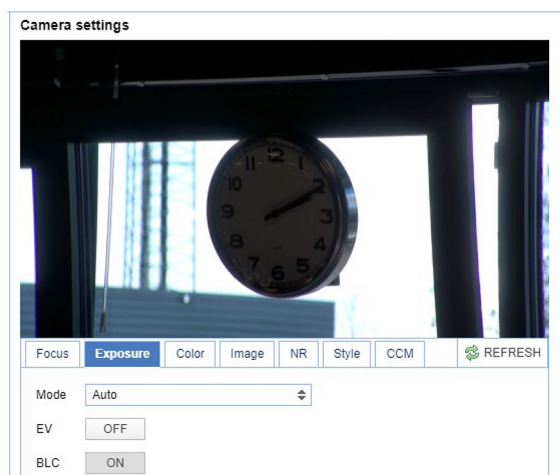 Camera settings
12
11 1
10 2
9 3
8 4
7 5
6
Focus Exposure Color Image NR Style CCM REFRESH
Mode Auto
EV OFF
BLC ON